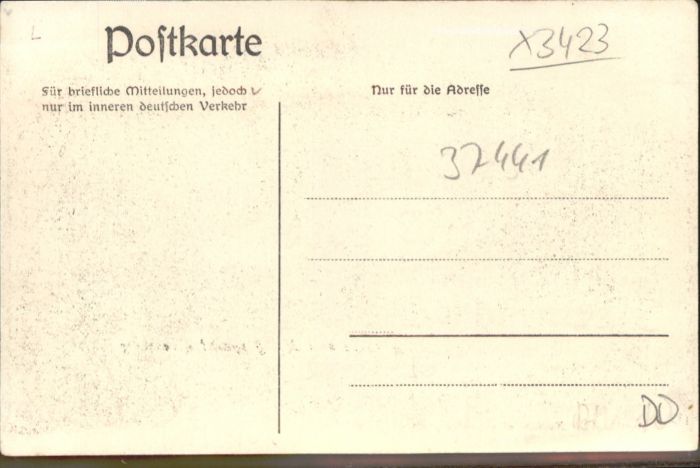 L
Poſtkarte
X3423
Für briefliche Mitteilungen, jedoch
nur im inneren deutſchen Verkehr
Nur für die Adreſſe
37441
DD